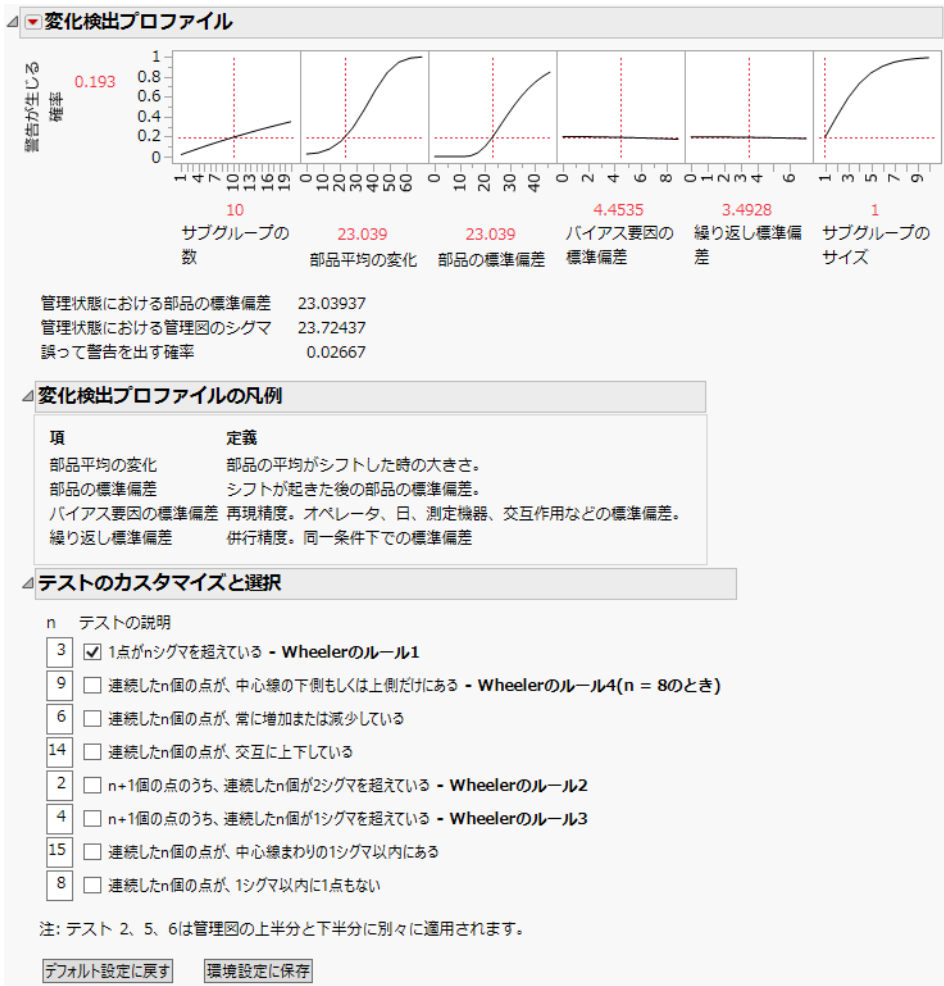 変化検出プロファイル
警告が生じる
確率
0.193
1
0.8
0.6
0.4
0.2
0
1 4 7 10 13 16 19
0 10 20 30 40 50 60
0 10 20 30 40
0 2 4 6 8
0 1 2 3 4 6
1 3 5 7 9
10
サブグループの
数
23.039
部品平均の変化
23.039
部品の標準偏差
4.4535
バイアス要因の
標準偏差
3.4928
繰り返し標準偏
差
1
サブグループの
サイズ
管理状態における部品の標準偏差 23.03937
管理状態における管理図のシグマ 23.72437
誤って警告を出す確率 0.02667
変化検出プロファイルの凡例
項 定義
部品平均の変化 部品の平均がシフトした時の大きさ。
部品の標準偏差 シフトが起きた後の部品の標準偏差。
バイアス要因の標準偏差 再現精度。オペレータ、日、測定機器、交互作用などの標準偏差。
繰り返し標準偏差 併行精度。同一条件下での標準偏差
テストのカスタマイズと選択
n テストの説明
3 1点がnシグマを超えている - Wheelerのルール1
9 連続したn個の点が、中心線の下側もしくは上側だけにある - Wheelerのルール4(n = 8のとき)
6 連続したn個の点が、常に増加または減少している
14 連続したn個の点が、交互に上下している
2 n+1個の点のうち、連続したn個が2シグマを超えている - Wheelerのルール2
4 n+1個の点のうち、連続したn個が1シグマを超えている - Wheelerのルール3
15 連続したn個の点が、中心線まわりの1シグマ以内にある
8 連続したn個の点が、1シグマ以内に1点もない
注: テスト 2、5、6は管理図の上半分と下半分に別々に適用されます。
デフォルト設定に戻す 環境設定に保存